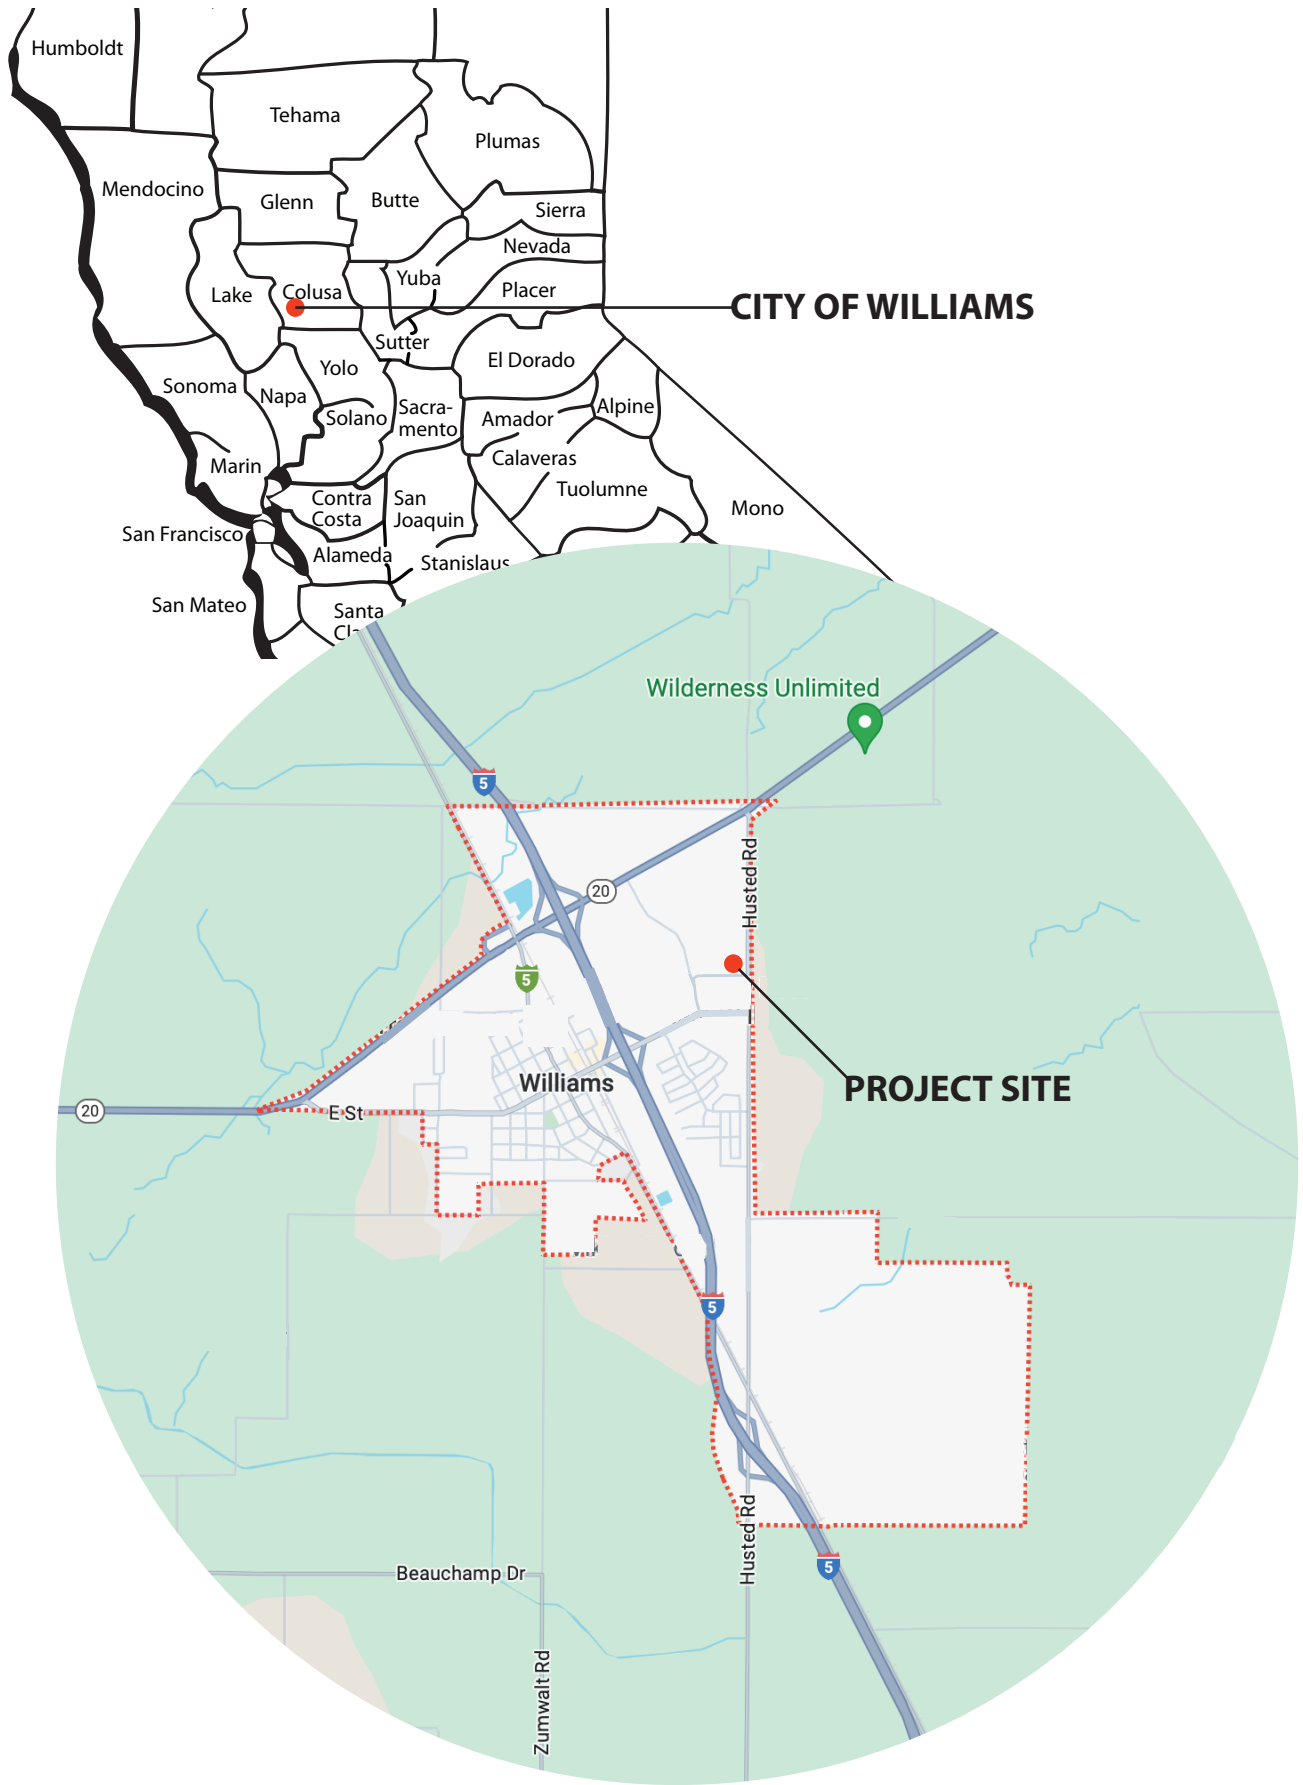 Humboldt
Tehama
Plumas
Mendocino
Glenn
Butte
Sierra
Nevada
Yuba
Lake
Colusa
Placer
CITY OF WILLIAMS
Sutter
El Dorado
Yolo
Sonoma
Napa
Solano
Sacra-
mento
Amador
Alpine
Marin
Calaveras
Tuolumne
Contra
Costa
San
Joaquin
Mono
San Francisco
Alameda
Stanislaus
San Mateo
Santa
Cla
Wilderness Unlimited
5
20
Husted Rd
5
Williams
PROJECT SITE
20
E St
5
Husted Rd
5
Beauchamp Dr
Zumwalt Rd